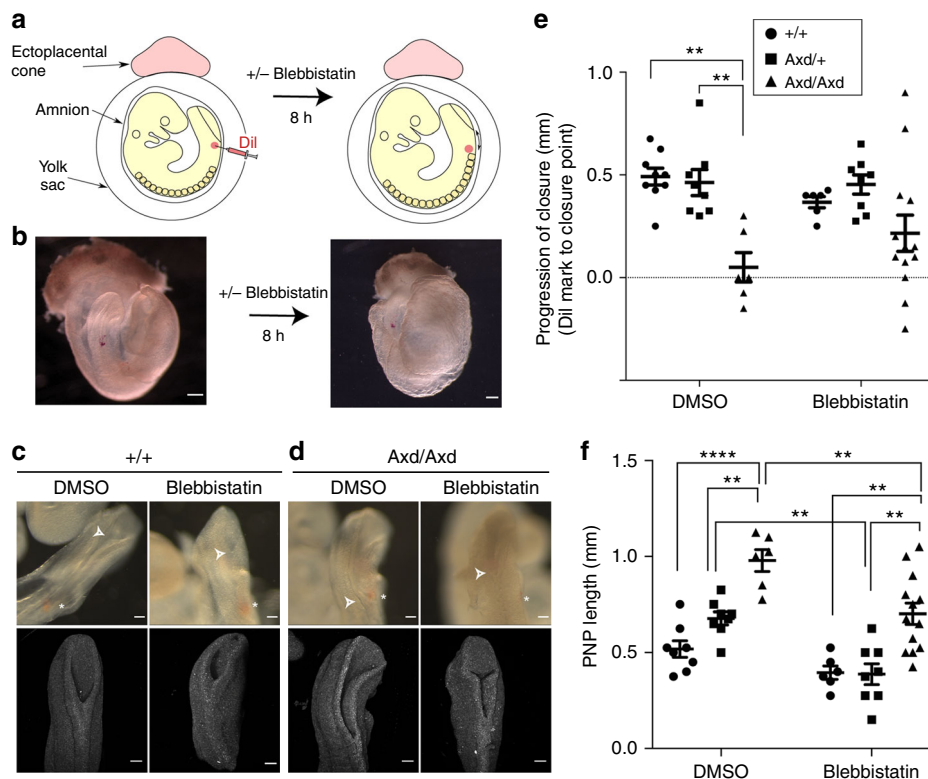 a
Ectoplacental
cone
Amnion
Yolk
sac
DiI
+/– Blebbistatin
8 h
b
+/– Blebbistatin
8 h
c
+/+
DMSO
Blebbistatin
*
*
d
Axd/Axd
DMSO
Blebbistatin
*
*
e
+/+
Axd/+
Axd/Axd
**
**
1.0
0.5
0.0
Progression of closure (mm)
(DiI mark to closure point)
DMSO
Blebbistatin
f
1.5
1.0
0.5
0.0
PNP length (mm)
****
**
**
**
**
**
DMSO
Blebbistatin